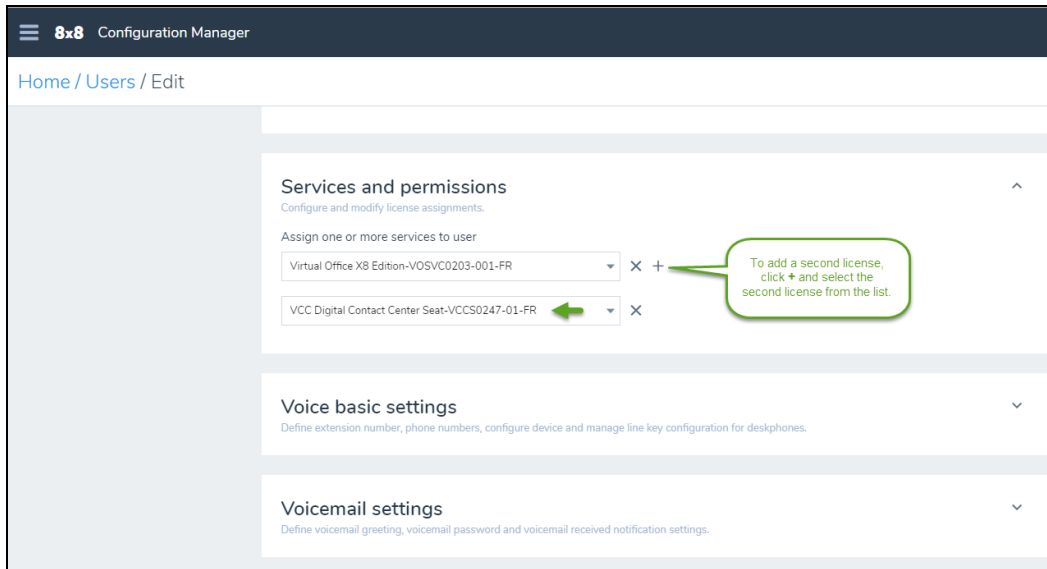 8x8 Configuration Manager
Home / Users / Edit
Services and permissions
Configure and modify license assignments.
Assign one or more services to user
Virtual Office X8 Edition-VOSVC0203-001-FR
To add a second license,
click + and select the
second license from the list.
VCC Digital Contact Center Seat-VCCS0247-01-FR
Voice basic settings
Define extension number, phone numbers, configure device and manage line key configuration for deskphones.
Voicemail settings
Define voicemail greeting, voicemail password and voicemail received notification settings.